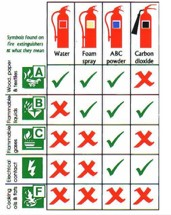 Symbols found on
fire extinguishers
& what they mean
Water
Foam
spray
ABC
powder
Carbon
dioxide
Wood, paper
& textiles
A
Flammable
liquids
B
Flammable
gases
C
Electrical
contact
Cooking
oils & fats
F